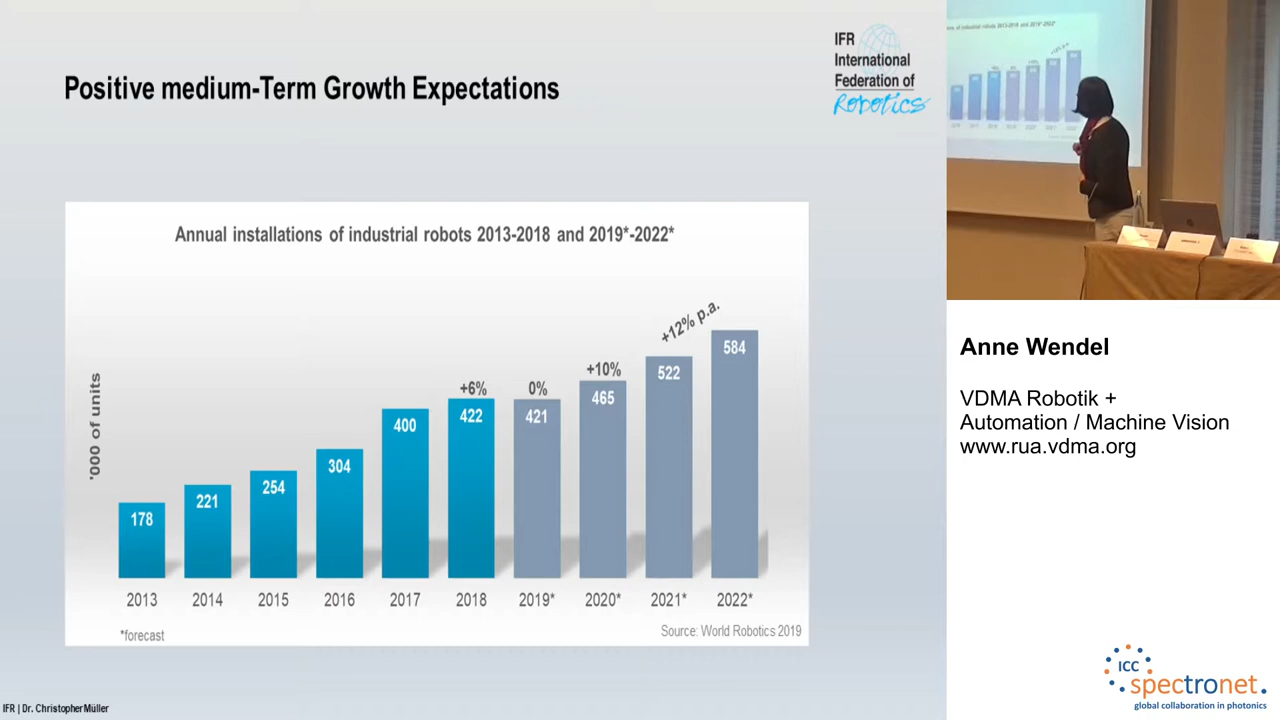 Positive medium-Term Growth Expectations
IFR
International
Federation of
Robotics
Annual installations of industrial robots 2013-2018 and 2019*-2022*
'000 of units
+6%
0%
+10%
+12% p.a.
178
221
254
304
400
422
421
465
522
584
2013
2014
2015
2016
2017
2018
2019*
2020*
2021*
2022*
*forecast
Source: World Robotics 2019
IFR | Dr. Christopher Müller
Anne Wendel
VDMA Robotik +
Automation / Machine Vision
www.rua.vdma.org
ICC
spectronet.
global collaboration in photonics